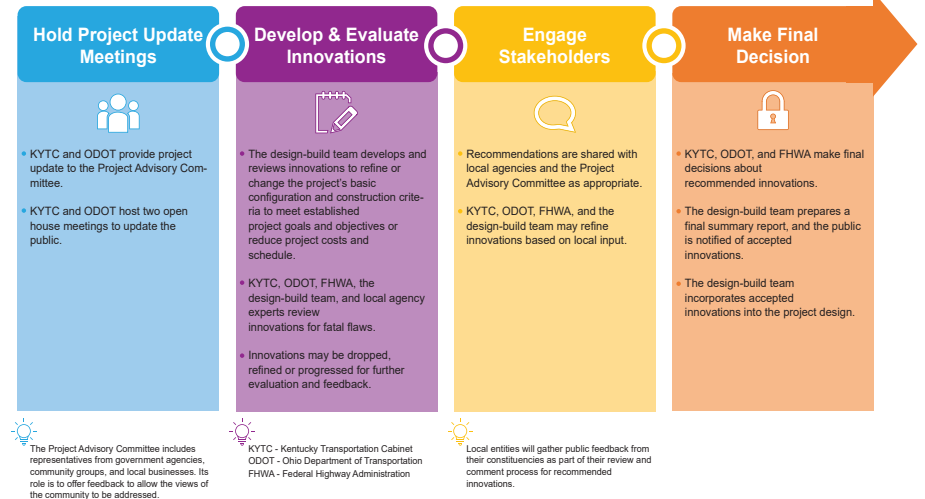 Hold Project Update
Meetings
KYTC and ODOT provide project
update to the Project Advisory Com-
mittee.
KYTC and ODOT host two open
house meetings to update the
public.
The Project Advisory Committee includes
representatives from government agencies,
community groups, and local businesses. Its
role is to offer feedback to allow the views of
the community to be addressed.
Develop & Evaluate
Innovations
The design-build team develops and
reviews innovations to refine or
change the project's basic
configuration and construction crite-
ria to meet established
project goals and objectives or
reduce project costs and
schedule.
KYTC, ODOT, FHWA, the
design-build team, and local agency
experts review
innovations for fatal flaws.
Innovations may be dropped,
refined or progressed for further
evaluation and feedback.
KYTC - Kentucky Transportation Cabinet
ODOT - Ohio Department of Transportation
FHWA - Federal Highway Administration
Engage
Stakeholders
Recommendations are shared with
local agencies and the Project
Advisory Committee as appropriate.
KYTC, ODOT, FHWA, and the
design-build team may refine
innovations based on local input.
Local entities will gather public feedback from
their constituencies as part of their review and
comment process for recommended
innovations.
Make Final
Decision
KYTC, ODOT, and FHWA make final
decisions about
recommended innovations.
The design-build team prepares a
final summary report, and the public
is notified of accepted
innovations.
The design-build team
incorporates accepted
innovations into the project design.